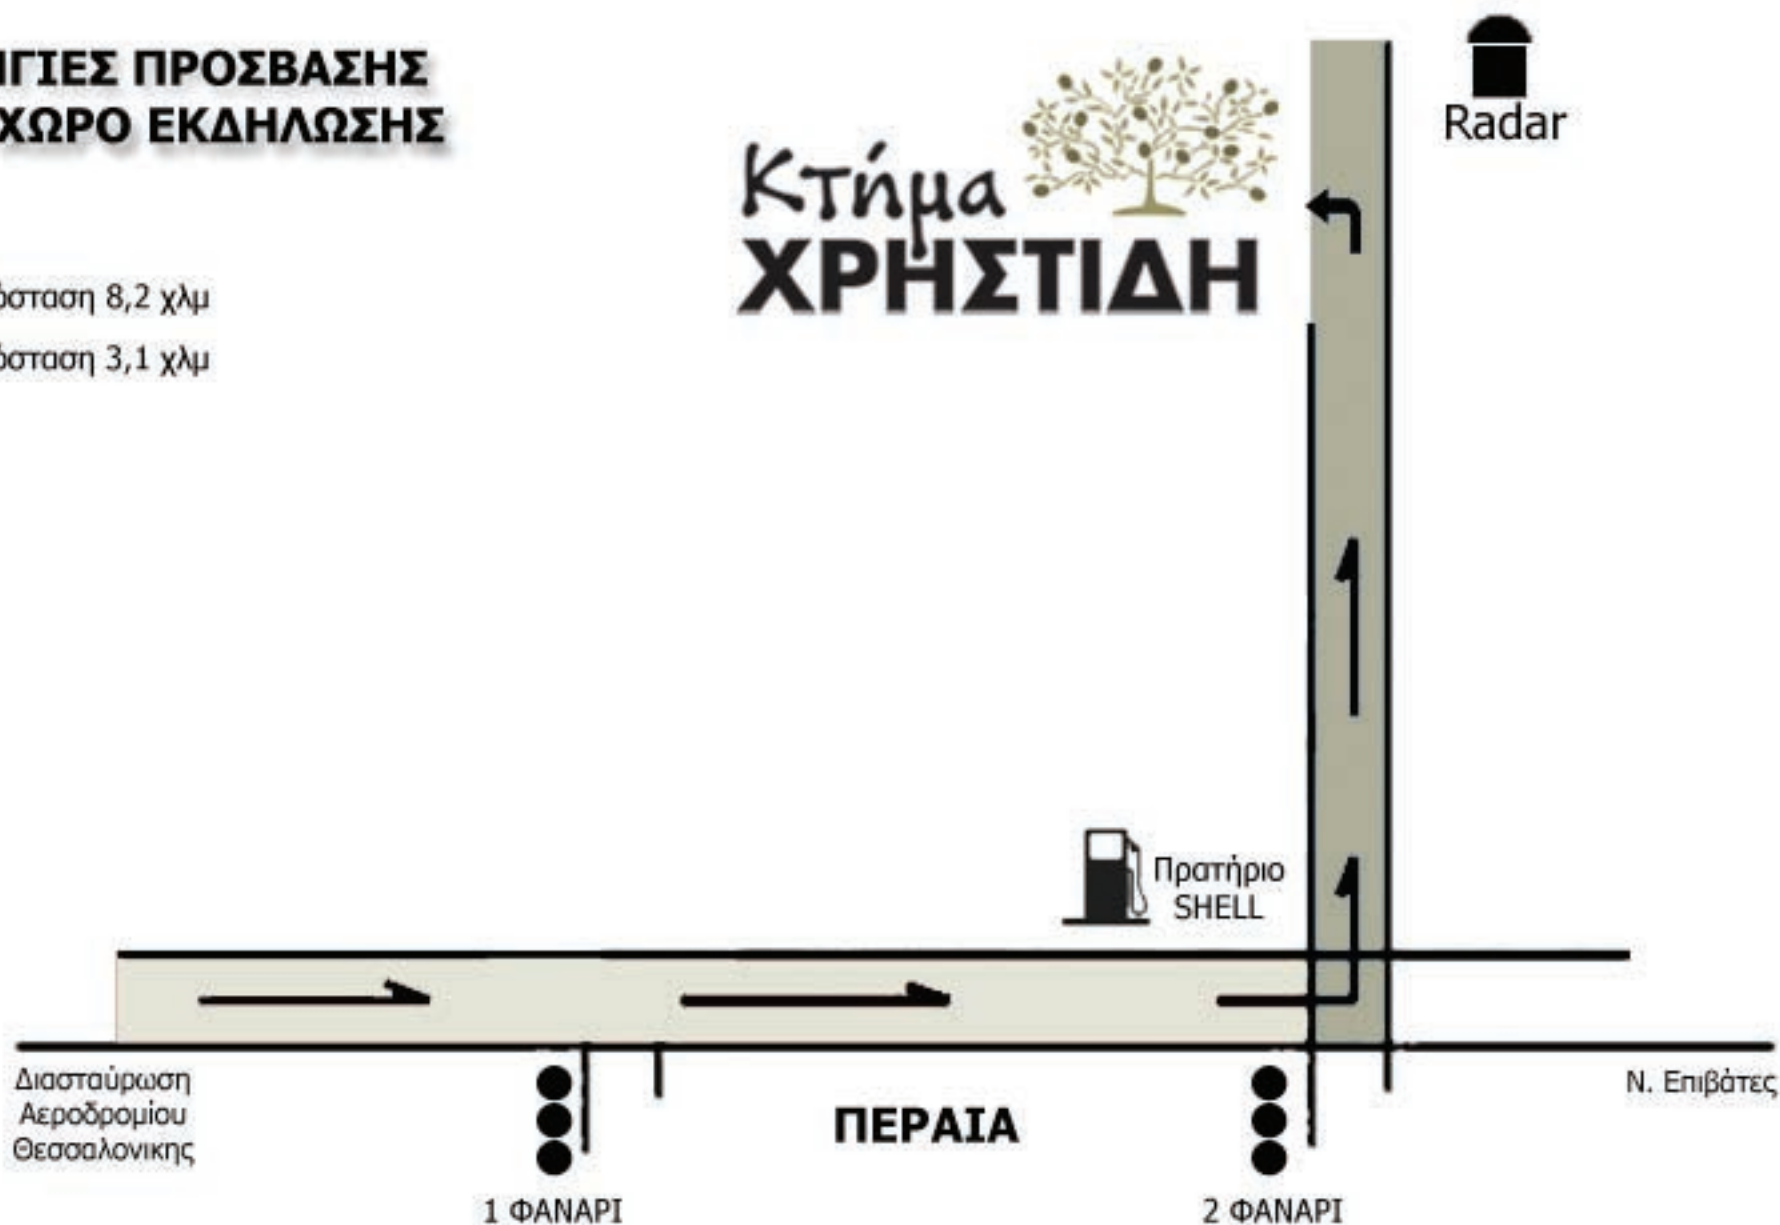 ΓΙΕΣ ΠΡΟΣΒΑΣΗΣ
ΧΩΡΟ ΕΚΔΗΛΩΣΗΣ
Radar
Κτήμα
ΧΡΗΣΤΙΔΗ
όσταση 8,2 χλμ
όσταση 3,1 χλμ
Πρατήριο
SHELL
Διασταύρωση
Αεροδρομίου
Θεσσαλονικης
ΠΕΡΑΙΑ
Ν. Επιβάτες
1 ΦΑΝΑΡΙ
2 ΦΑΝΑΡΙ